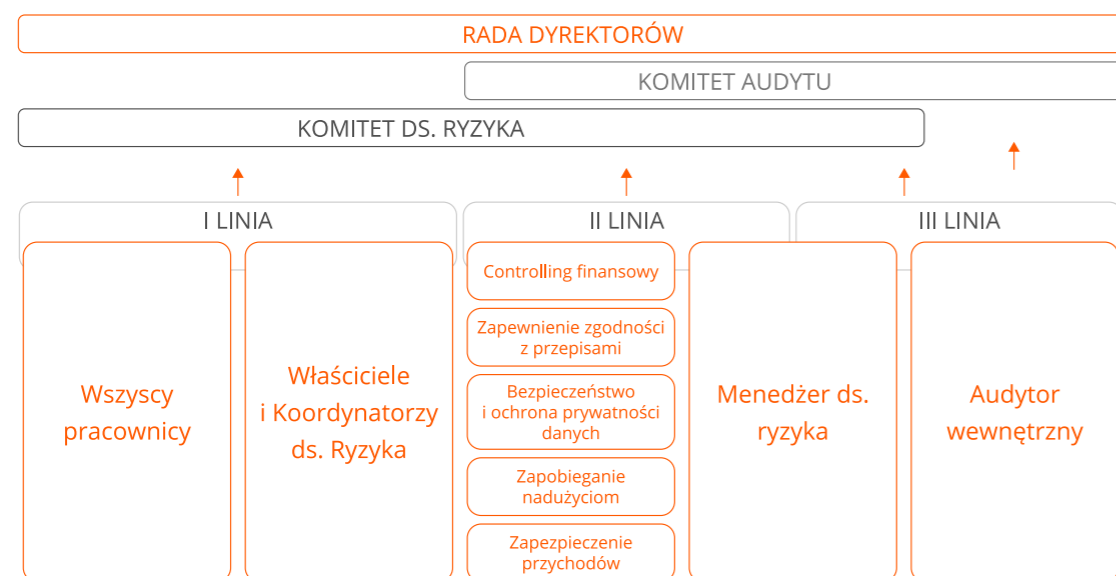 RADA DYREKTORÓW
KOMITET AUDYTU
KOMITET DS. RYZYKA
I LINIA
II LINIA
III LINIA
Wszyscy
pracownicy
Właściciele
i Koordynatorzy
ds. Ryzyka
Controlling finansowy
Zapewnienie zgodności
z przepisami
Bezpieczeństwo
i ochrona prywatności
danych
Zapobieganie
nadużyciom
Zapezpieczenie
przychodów
Menedżer ds.
ryzyka
Audytor
wewnętrzny